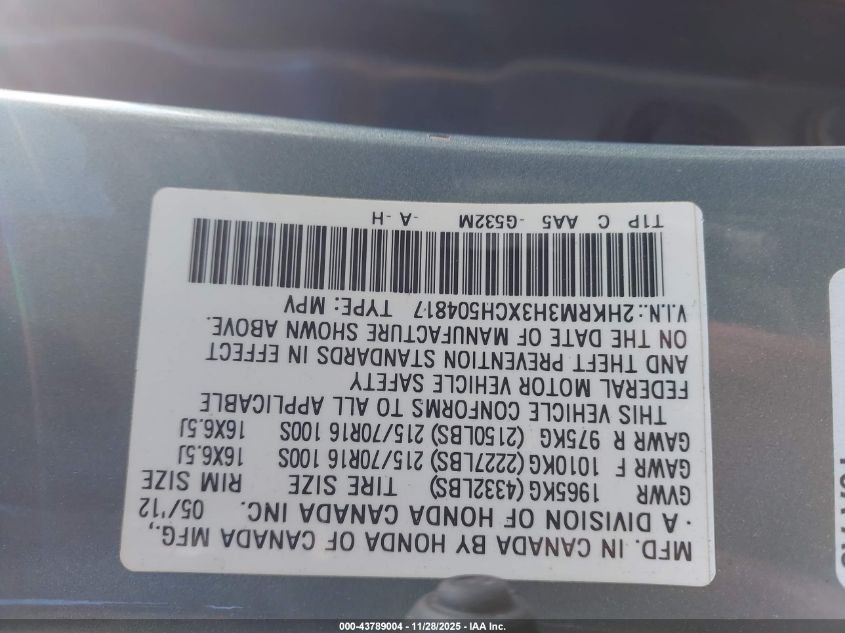 MFD. IN CANADA BY HONDA OF CANADA MFG.,
· A DIVISION OF HONDA CANADA INC. 05/'12
GVWR 1965KG (4332LBS) TIRE SIZE RIM SIZE
GAWR F 1010KG (2227LBS) 215/70R16 100S 16X6.5J
GAWR R 975KG (2150LBS) 215/70R16 100S 16X6.5J
THIS VEHICLE CONFORMS TO ALL APPLICABLE
FEDERAL MOTOR VEHICLE SAFETY
AND THEFT PREVENTION STANDARDS IN EFFECT
ON THE DATE OF MANUFACTURE SHOWN ABOVE.
V.I.N.: 2HKRM3H3XCH504817 TYPE: MPV
T1P C AA5 -G532M -A -H
000-43789004 - 11/28/2025 - IAA Inc.